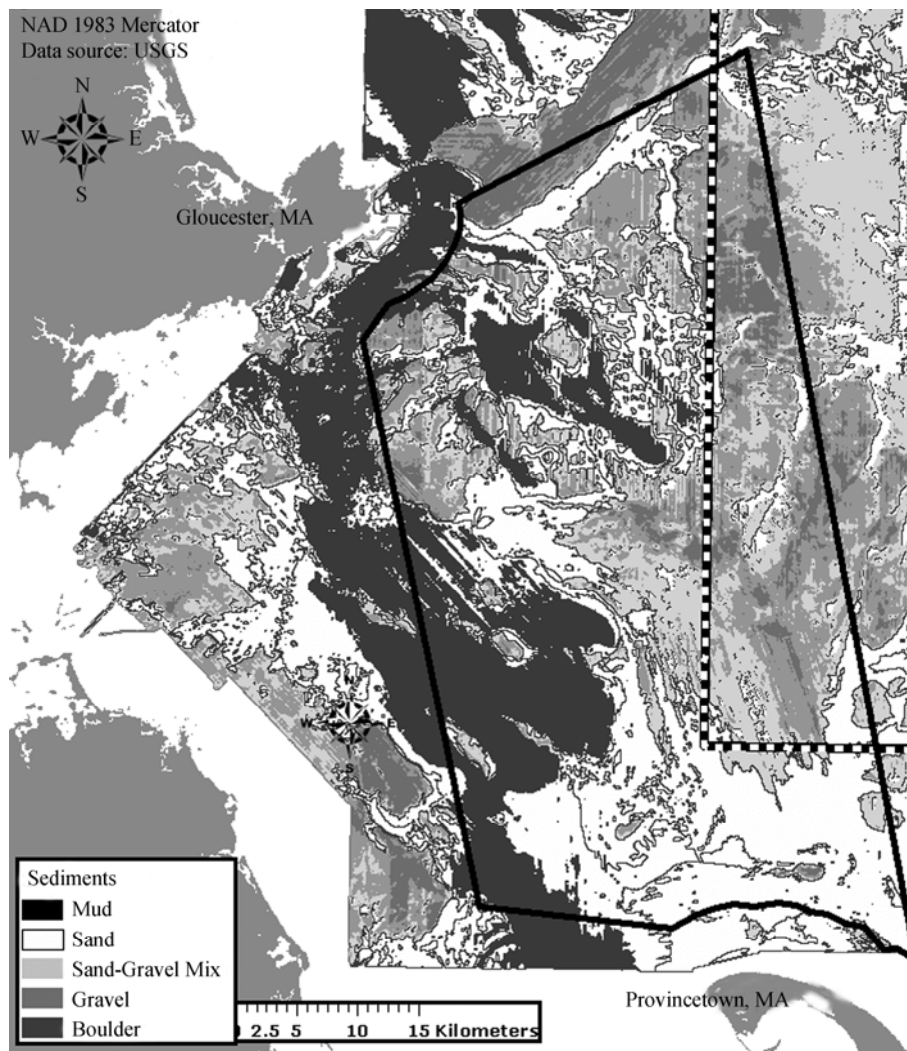 NAD 1983 Mercator
Data source: USGS
N
W E
S
Gloucester, MA
N
W E
S
Sediments
Mud
Sand
Sand-Gravel Mix
Gravel
Boulder
2.5 5 10 15 Kilometers
Provincetown, MA